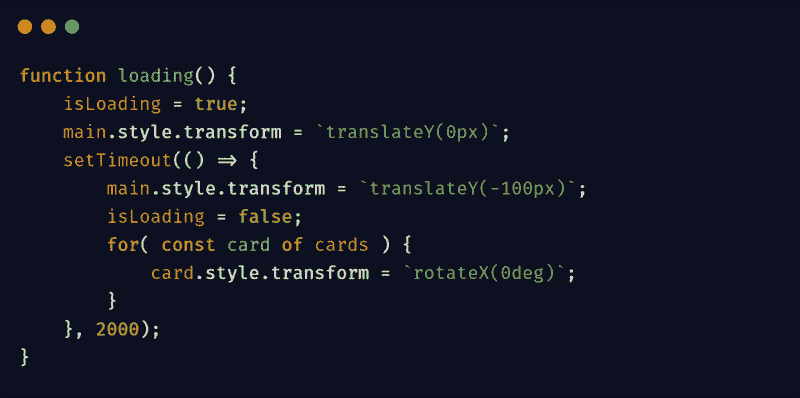 function loading() {
    isLoading = true;
    main.style.transform = `translateY(0px)`;
    setTimeout(() => {
        main.style.transform = `translateY(-100px)`;
        isLoading = false;
        for( const card of cards ) {
            card.style.transform = `rotateX(0deg)`;
        }
    }, 2000);
}